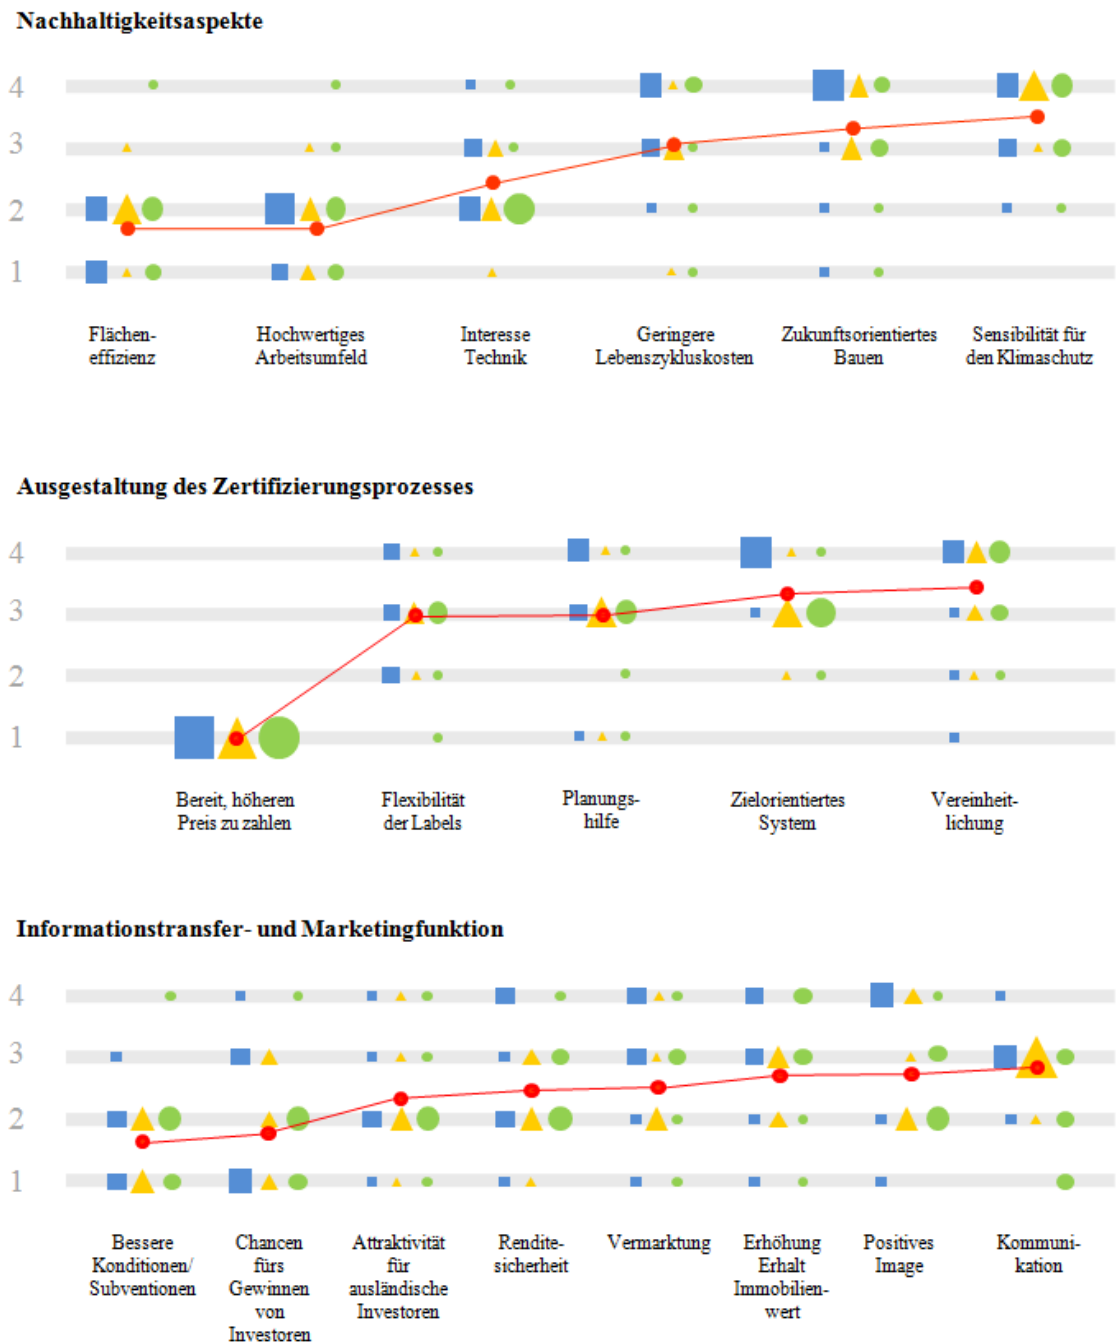 Nachhaltigkeitsaspekte
4
3
2
1
Flächen-
effizienz
Hochwertiges
Arbeitsumfeld
Interesse
Technik
Geringere
Lebenszykluskosten
Zukunftsorientiertes
Bauen
Sensibilität für
den Klimaschutz
Ausgestaltung des Zertifizierungsprozesses
4
3
2
1
Bereit, höheren
Preis zu zahlen
Flexibilität
der Labels
Planungs-
hilfe
Zielorientiertes
System
Vereinheit-
lichung
Informationstransfer- und Marketingfunktion
4
3
2
1
Bessere
Konditionen/
Subventionen
Chancen
fürs
Gewinnen
von
Investoren
Attraktivität
für
ausländische
Investoren
Rendite-
sicherheit
Vermarktung
Erhöhung
Erhalt
Immobilien-
wert
Positives
Image
Kommuni-
kation